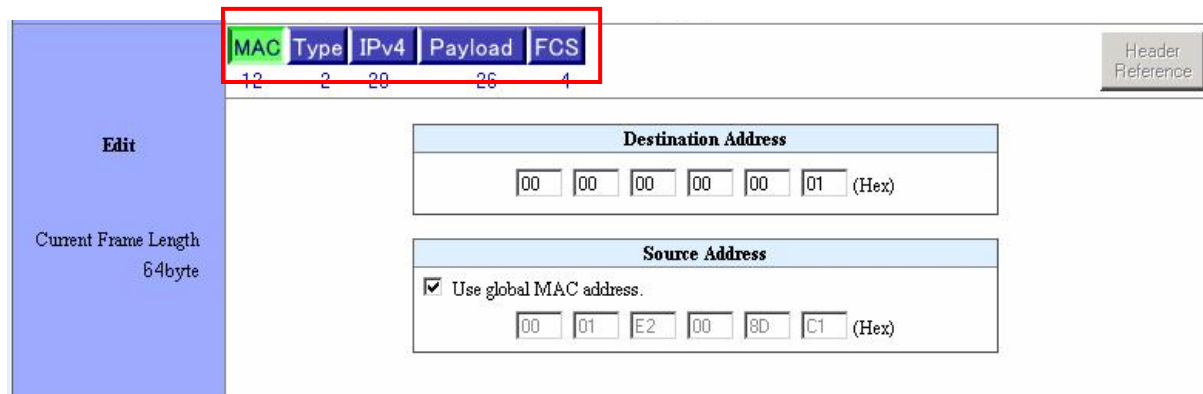 MAC Type IPv4 Payload FCS
12 2 20 26 4
Header
Reference
Edit
Current Frame Length
64byte
Destination Address
00 00 00 00 00 01 (Hex)
Source Address
Use global MAC address.
00 01 E2 00 8D C1 (Hex)